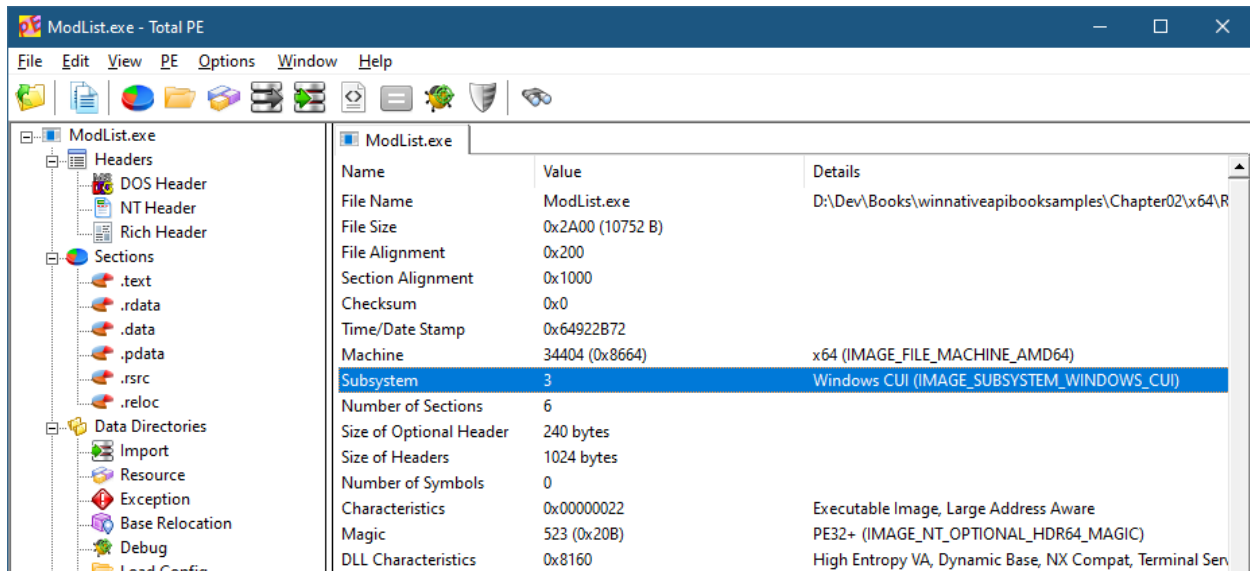 ModList.exe - Total PE
File Edit View PE Options Window Help
ModList.exe
Headers
DOS Header
NT Header
Rich Header
Sections
.text
.rdata
.data
.pdata
.rsrc
.reloc
Data Directories
Import
Resource
Exception
Base Relocation
Debug
Load Config
ModList.exe
Name Value Details
File Name ModList.exe D:\Dev\Books\winnativeapibooksamples\Chapter02\x64\R
File Size 0x2A00 (10752 B)
File Alignment 0x200
Section Alignment 0x1000
Checksum 0x0
Time/Date Stamp 0x64922B72
Machine 34404 (0x8664) x64 (IMAGE_FILE_MACHINE_AMD64)
Subsystem 3 Windows CUI (IMAGE_SUBSYSTEM_WINDOWS_CUI)
Number of Sections 6
Size of Optional Header 240 bytes
Size of Headers 1024 bytes
Number of Symbols 0
Characteristics 0x00000022 Executable Image, Large Address Aware
Magic 523 (0x20B) PE32+ (IMAGE_NT_OPTIONAL_HDR64_MAGIC)
DLL Characteristics 0x8160 High Entropy VA, Dynamic Base, NX Compat, Terminal Serv